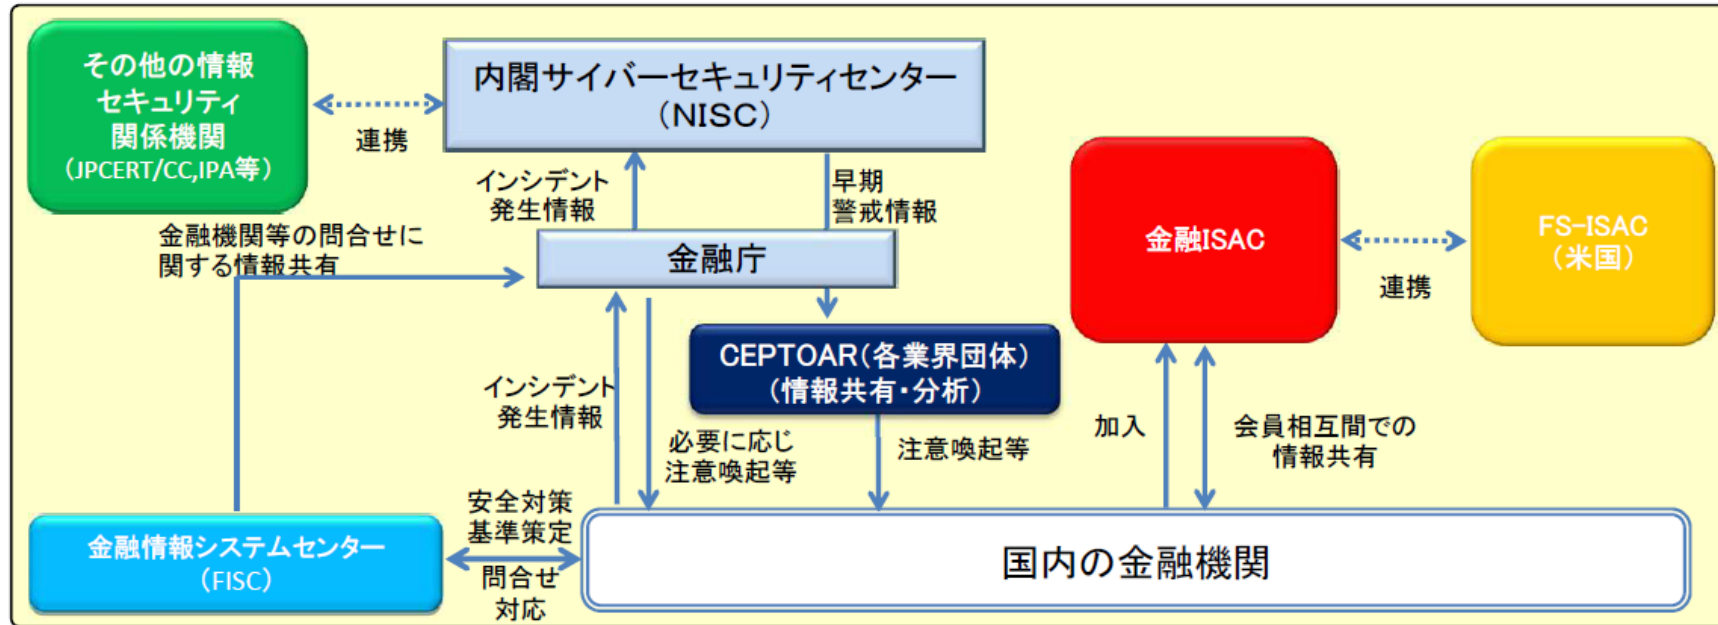 その他の情報
セキュリティ
関係機関
(JPCERT/CC,IPA等)
連携
内閣サイバーセキュリティセンター
(NISC)
インシデント
発生情報
早期
警戒情報
金融機関等の問合せに
関する情報共有
金融庁
金融ISAC
連携
FS-ISAC
(米国)
CEPTOAR(各業界団体)
(情報共有・分析)
インシデント
発生情報
必要に応じ
注意喚起等
注意喚起等
加入
会員相互間での
情報共有
安全対策
基準策定
問合せ
対応
金融情報システムセンター
(FISC)
国内の金融機関